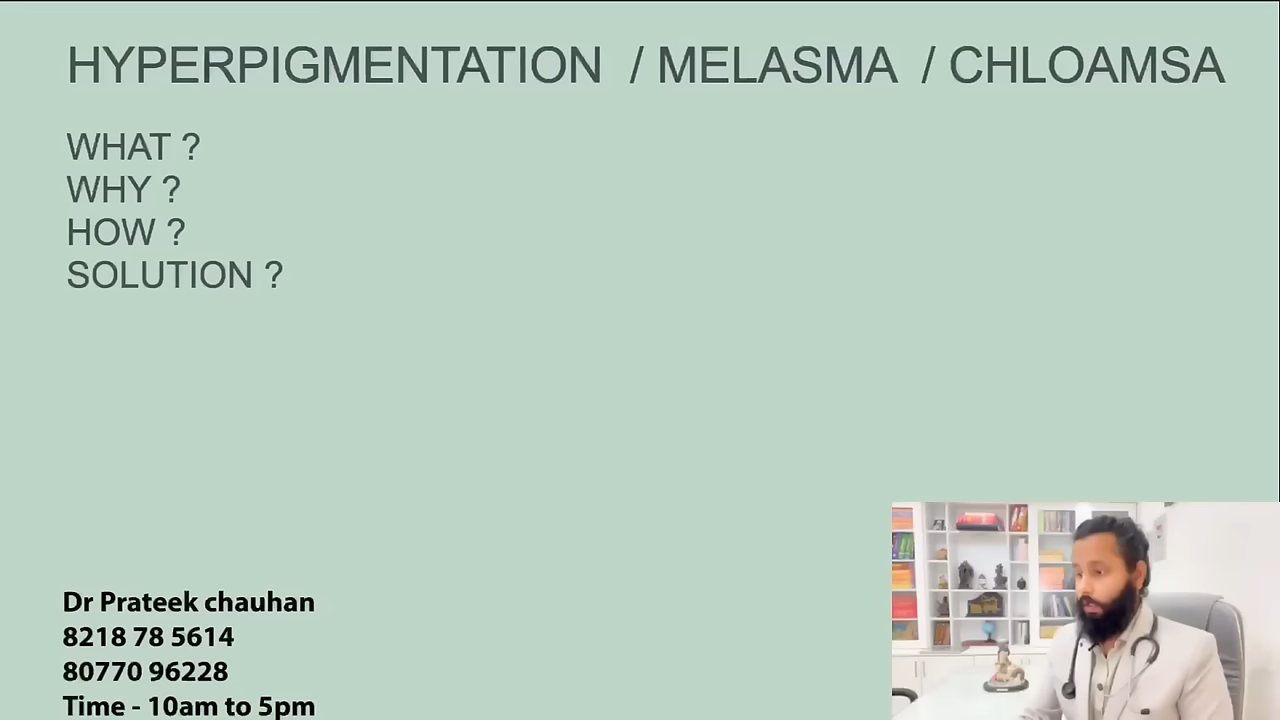 HYPERPIGMENTATION / MELASMA / CHLOAMSA
WHAT ?
WHY ?
HOW ?
SOLUTION ?
Dr Prateek chauhan
8218 78 5614
80770 96228
Time - 10am to 5pm